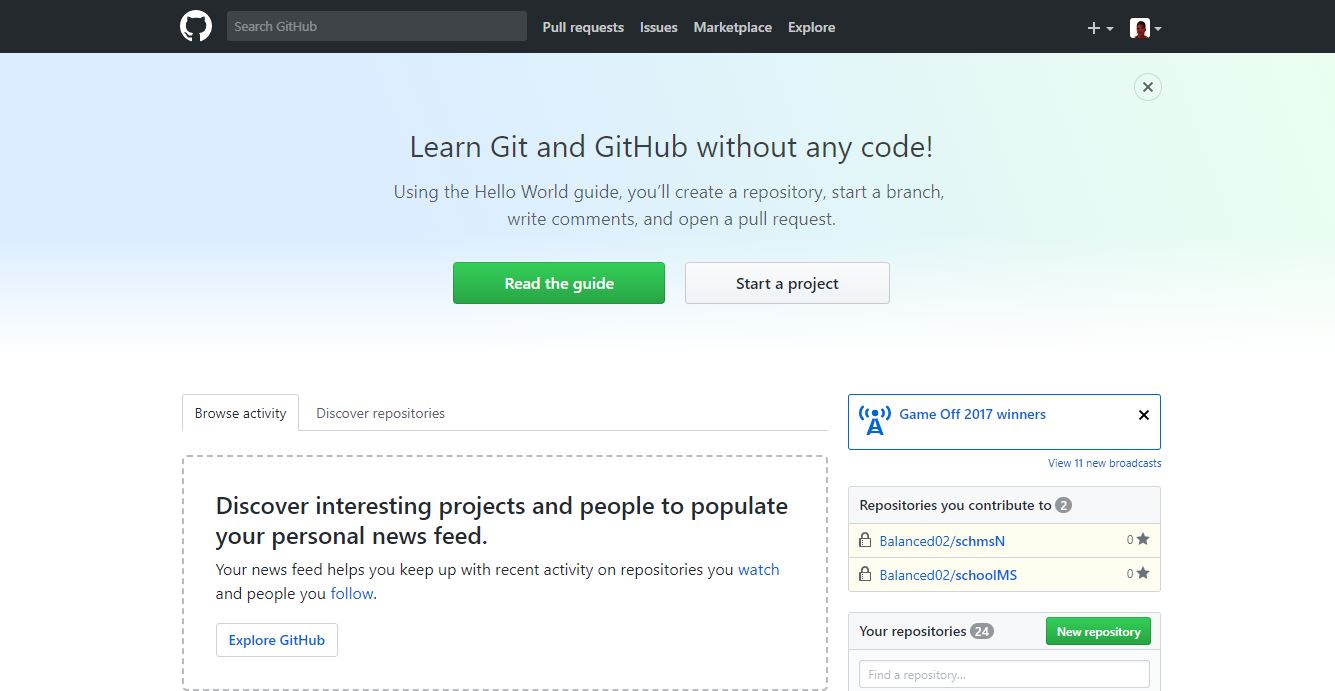 Search GitHub
Pull requests
Issues
Marketplace
Explore
Learn Git and GitHub without any code!
Using the Hello World guide, you’ll create a repository, start a branch,
write comments, and open a pull request.
Read the guide
Start a project
Browse activity
Discover repositories
Discover interesting projects and people to populate
your personal news feed.
Your news feed helps you keep up with recent activity on repositories you watch
and people you follow.
Explore GitHub
Game Off 2017 winners
View 11 new broadcasts
Repositories you contribute to 2
Balanced02/schmsN 0
Balanced02/schoolMS 0
Your repositories 24
New repository
Find a repository...